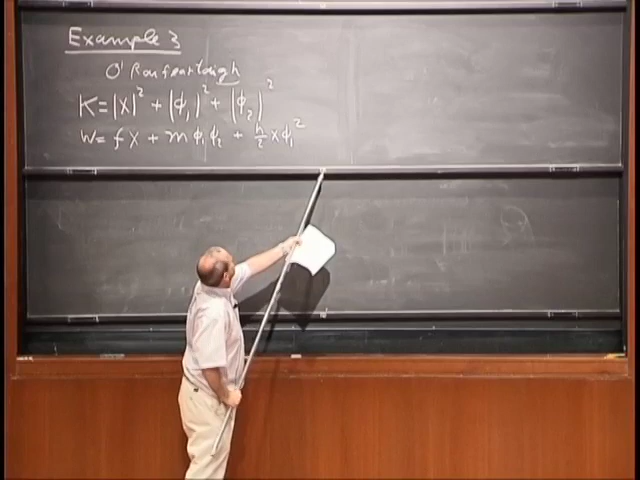 Example 3
O'Raifeartaigh
K = |X|² + |ϕ₁|² + |ϕ₂|²
W = fX + mϕ₁ϕ₂ + h/2 Xϕ₁²